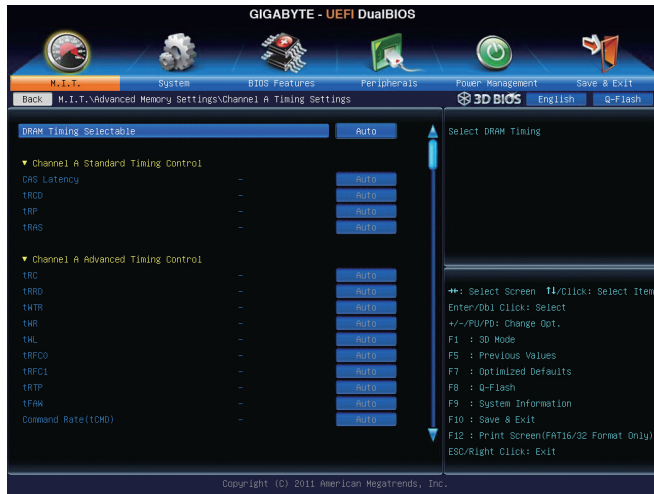 GIGABYTE - UEFI DualBIOS
M.I.T. System BIOS Features Peripherals Power Management Save & Exit
Back M.I.T.\Advanced Memory Settings\Channel A Timing Settings 3D BIOS English Q-Flash
DRAM Timing Selectable Auto
Select DRAM Timing
▼ Channel A Standard Timing Control
CAS Latency - Auto
tRCD - Auto
tRP - Auto
tRAS - Auto
▼ Channel A Advanced Timing Control
tRC - Auto
tRRD - Auto
tWTR - Auto
tWR - Auto
tWL - Auto
tRFC0 - Auto
tRFC1 - Auto
tRTP - Auto
tFAW - Auto
Command Rate(tCMD) - Auto
→←: Select Screen ↑↓/Click: Select Item
Enter/Dbl Click: Select
+/-/PU/PD: Change Opt.
F1 : 3D Mode
F5 : Previous Values
F7 : Optimized Defaults
F8 : Q-Flash
F9 : System Information
F10 : Save & Exit
F12 : Print Screen(FAT16/32 Format Only)
ESC/Right Click: Exit
Copyright (C) 2011 American Megatrends, Inc.